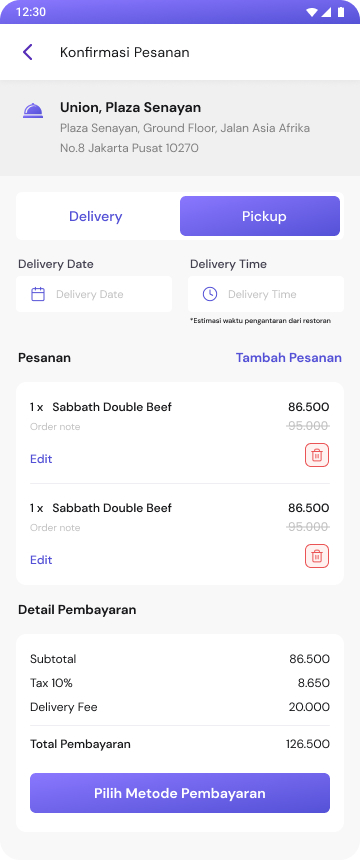 12:30
Konfirmasi Pesanan
Union, Plaza Senayan
Plaza Senayan, Ground Floor, Jalan Asia Afrika
No.8 Jakarta Pusat 10270
Delivery
Pickup
Delivery Date
Delivery Time
Delivery Date
Delivery Time
*Estimasi waktu pengantaran dari restoran
Pesanan
Tambah Pesanan
1 x Sabbath Double Beef 86.500
Order note 95.000
Edit
1 x Sabbath Double Beef 86.500
Order note 95.000
Edit
Detail Pembayaran
Subtotal 86.500
Tax 10% 8.650
Delivery Fee 20.000
Total Pembayaran 126.500
Pilih Metode Pembayaran